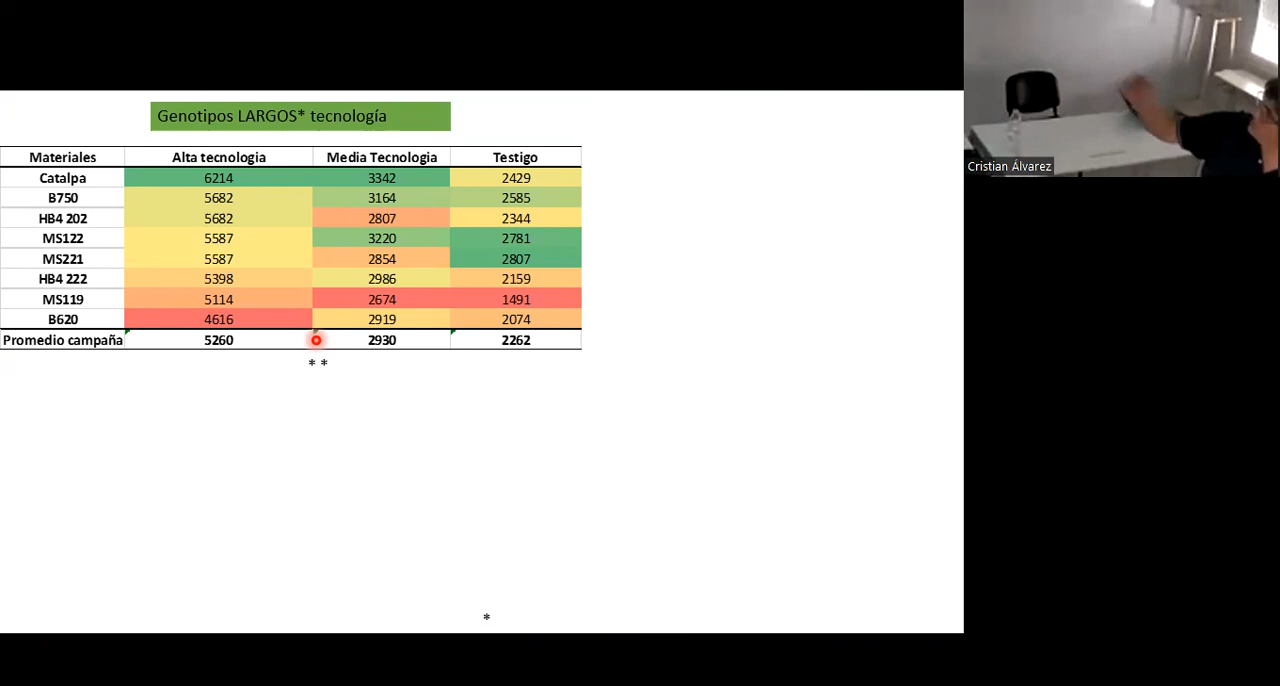 Genotipos LARGOS* tecnología
Materiales Alta tecnologia Media Tecnologia Testigo
Catalpa 6214 3342 2429
B750 5682 3164 2585
HB4 202 5682 2807 2344
MS122 5587 3220 2781
MS221 5587 2854 2807
HB4 222 5398 2986 2159
MS119 5114 2674 1491
B620 4616 2919 2074
Promedio campaña 5260 2930 2262
* *
*
Cristian Álvarez